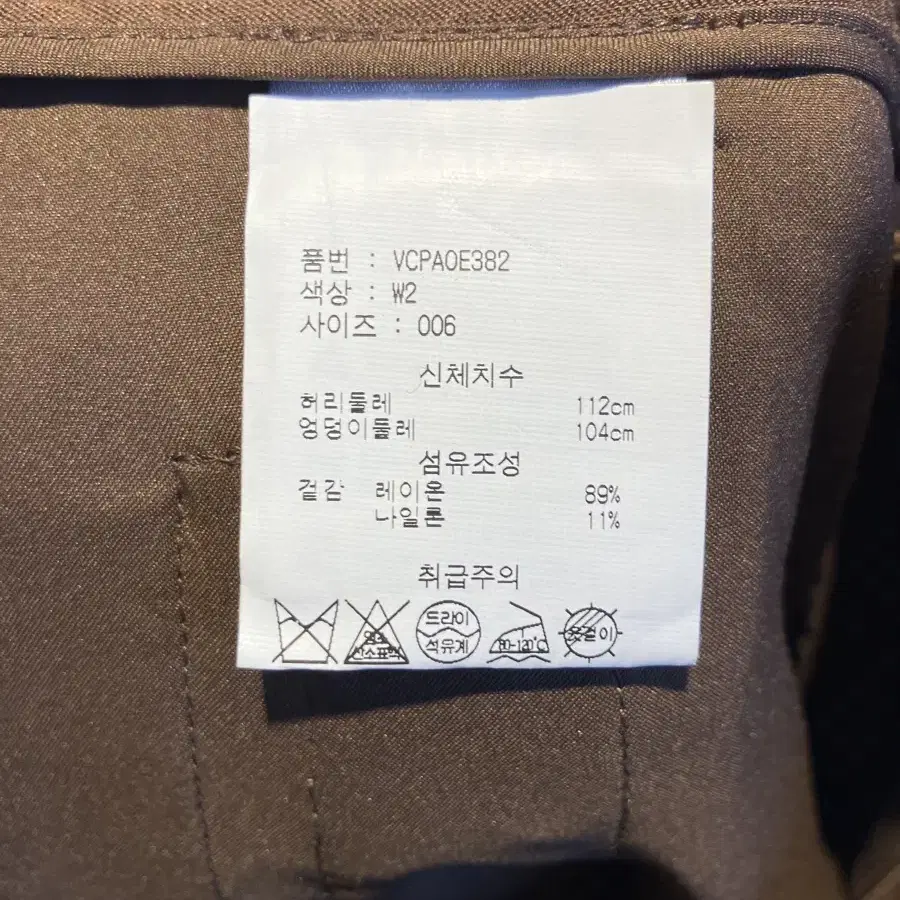 품번 : VCPAOE382
색상 : W2
사이즈 : 006
신체치수
허리둘레 112cm
엉덩이둘레 104cm
섬유조성
겉감 레이온 89%
나일론 11%
취급주의
염소
산소표백
드라이
석유계
80-120℃
옷걸이